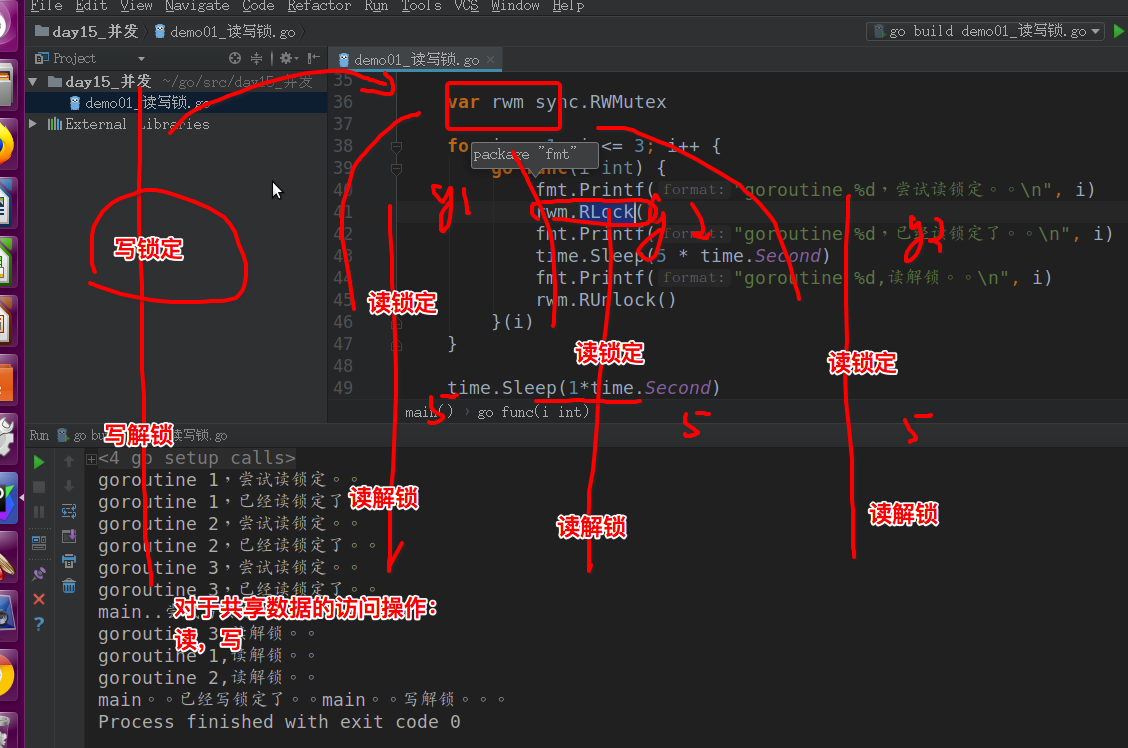 File Edit View Navigate Code Refactor Run Tools VCS Window Help
day15_并发 demo01_读写锁.go
go build demo01_读写锁.go
Project
demo01_读写锁.go
day15_并发 ~/go/src/day15_并发
demo01_读写锁.go
External Libraries
35
36 var rwm sync.RWMutex
37
38 fo <= 3; i++ {
package "fmt"
39 go func(i int) {
40 fmt.Printf( format: "goroutine %d，尝试读锁定。。\n", i)
41 rwm.RLock(
42 fmt.Printf( format: "goroutine %d，已经读锁定了。。\n", i)
43 time.Sleep(5 * time.Second)
44 fmt.Printf( format: "goroutine %d,读解锁。。\n", i)
45 rwm.RUnlock()
46 }(i)
47 }
48
49 time.Sleep(1*time.Second)
main() go func(i int)
g1
g2
g3
写锁定
读锁定
读锁定
读锁定
5
5
5
写解锁
读解锁
读解锁
读解锁
对于共享数据的访问操作：
读，写
Run go bu 读写锁.go
<4 go setup calls>
goroutine 1，尝试读锁定。。
goroutine 1，已经读锁定了
goroutine 2，尝试读锁定。。
goroutine 2，已经读锁定了。。
goroutine 3，尝试读锁定。。
goroutine 3，已经读锁定了。。
main..
goroutine 3,读解锁。。
goroutine 1,读解锁。。
goroutine 2,读解锁。。
main。。已经写锁定了。。main。。写解锁。。。
Process finished with exit code 0